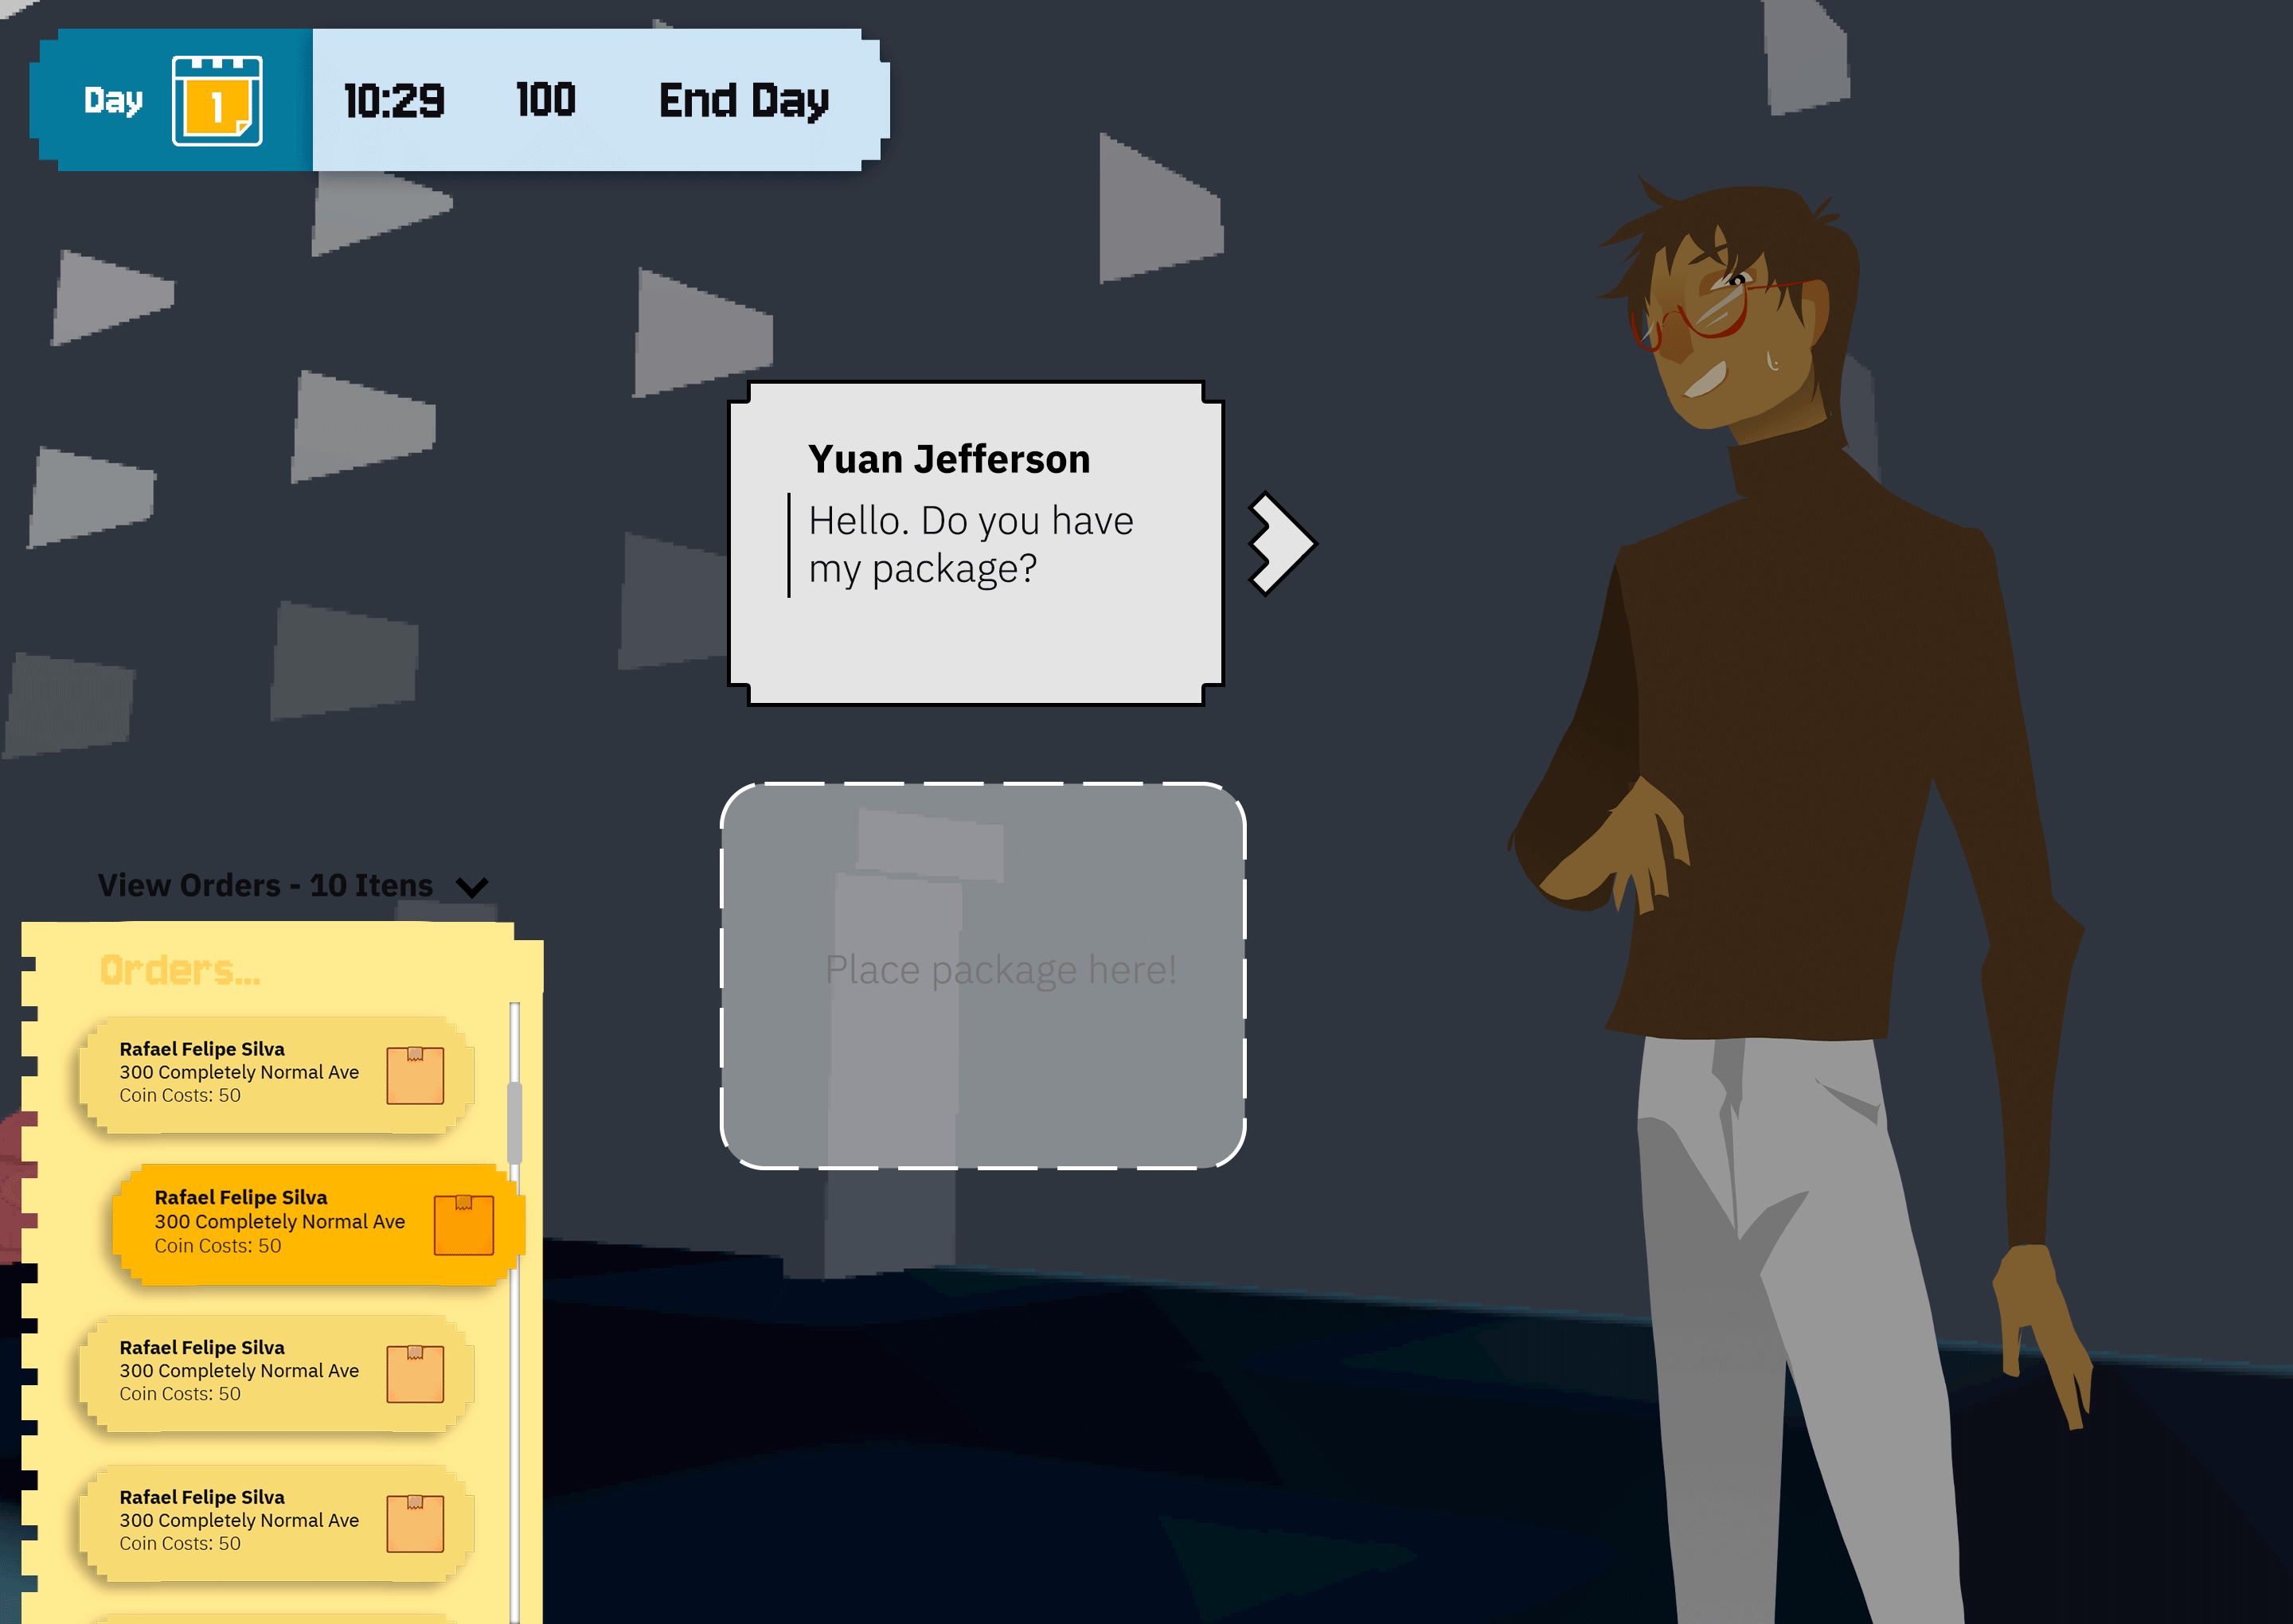 Day
1
10:29
100
End Day
Yuan Jefferson
Hello. Do you have
my package?
Place package here!
View Orders - 10 Itens
Orders...
Rafael Felipe Silva
300 Completely Normal Ave
Coin Costs: 50
Rafael Felipe Silva
300 Completely Normal Ave
Coin Costs: 50
Rafael Felipe Silva
300 Completely Normal Ave
Coin Costs: 50
Rafael Felipe Silva
300 Completely Normal Ave
Coin Costs: 50